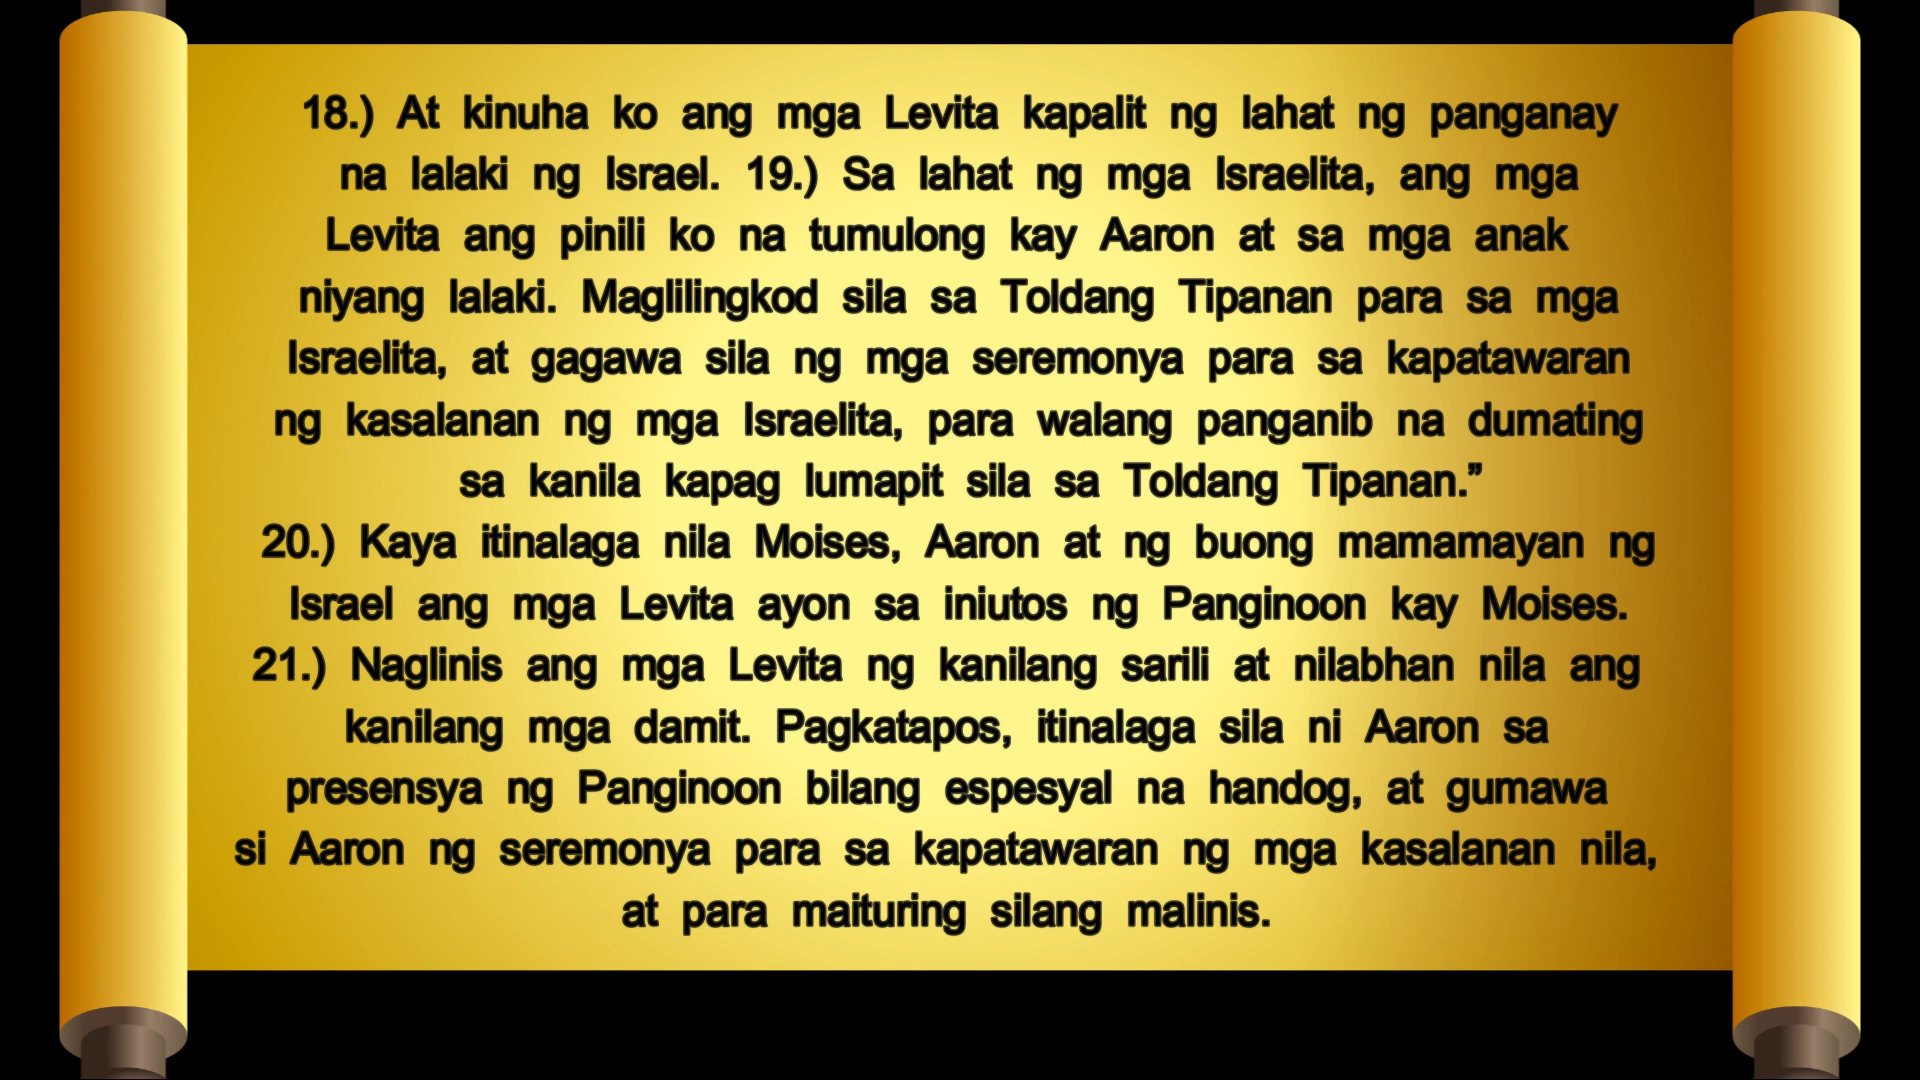 18.) At kinuha ko ang mga Levita kapalit ng lahat ng panganay
na lalaki ng Israel. 19.) Sa lahat ng mga Israelita, ang mga
Levita ang pinili ko na tumulong kay Aaron at sa mga anak
niyang lalaki. Maglilingkod sila sa Toldang Tipanan para sa mga
Israelita, at gagawa sila ng mga seremonya para sa kapatawaran
ng kasalanan ng mga Israelita, para walang panganib na dumating
sa kanila kapag lumapit sila sa Toldang Tipanan.”
20.) Kaya itinalaga nila Moises, Aaron at ng buong mamamayan ng
Israel ang mga Levita ayon sa iniutos ng Panginoon kay Moises.
21.) Naglinis ang mga Levita ng kanilang sarili at nilabhan nila ang
kanilang mga damit. Pagkatapos, itinalaga sila ni Aaron sa
presensya ng Panginoon bilang espesyal na handog, at gumawa
si Aaron ng seremonya para sa kapatawaran ng mga kasalanan nila,
at para maituring silang malinis.